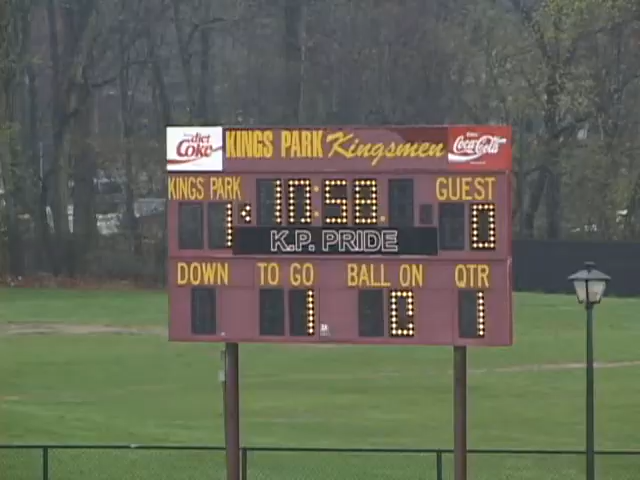 diet Coke KINGS PARK Kingsmen Coca-Cola
KINGS PARK 10:58 GUEST
1 0
K.P. PRIDE
DOWN TO GO BALL ON QTR
1 0 1